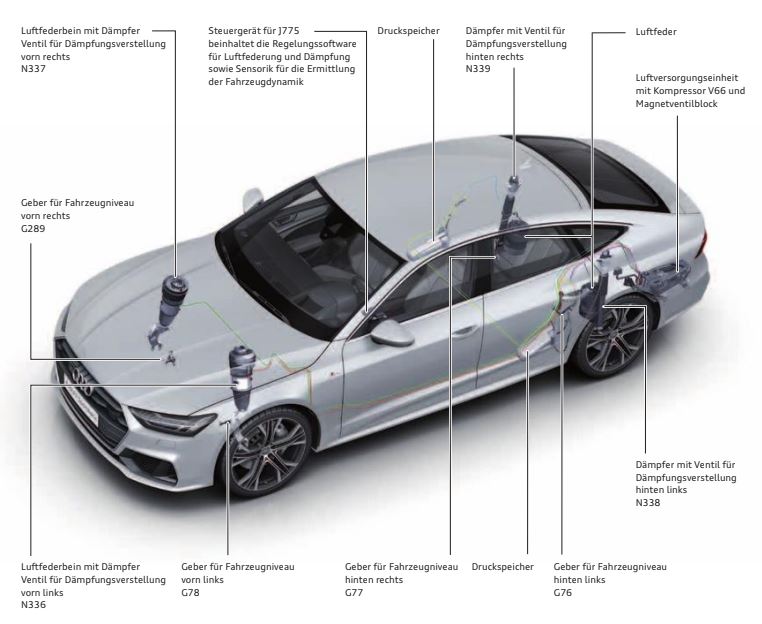 Luftfederbein mit Dämpfer
Ventil für Dämpfungsverstellung
vorn rechts
N337
Steuergerät für J775
beinhaltet die Regelungssoftware
für Luftfederung und Dämpfung
sowie Sensorik für die Ermittlung
der Fahrzeugdynamik
Druckspeicher
Dämpfer mit Ventil für
Dämpfungsverstellung
hinten rechts
N339
Luftfeder
Luftversorgungseinheit
mit Kompressor V66 und
Magnetventilblock
Geber für Fahrzeugniveau
vorn rechts
G289
Dämpfer mit Ventil für
Dämpfungsverstellung
hinten links
N338
Luftfederbein mit Dämpfer
Ventil für Dämpfungsverstellung
vorn links
N336
Geber für Fahrzeugniveau
vorn links
G78
Geber für Fahrzeugniveau
hinten rechts
G77
Druckspeicher
Geber für Fahrzeugniveau
hinten links
G76